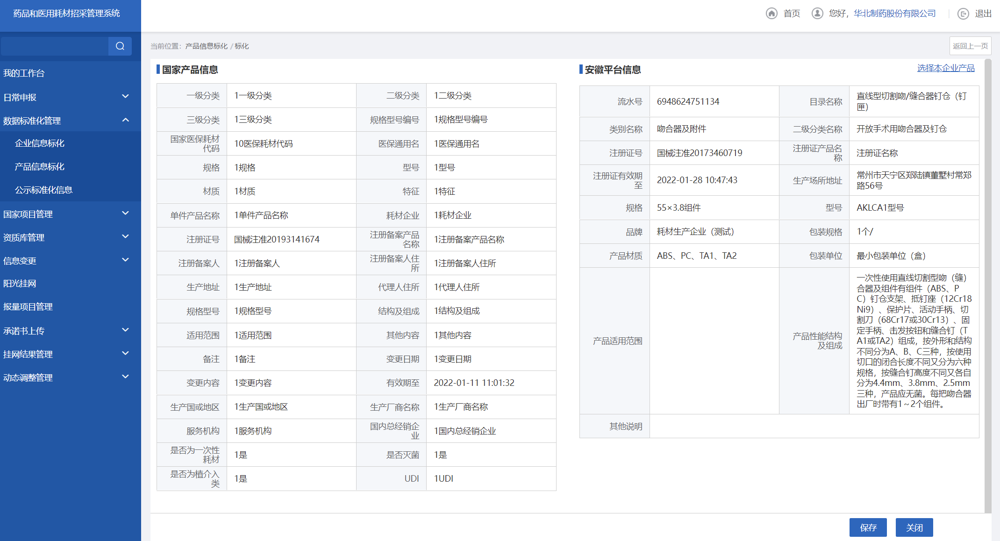 药品和医用耗材招采管理系统
首页 您好，华北制药股份有限公司 退出
我的工作台
日常申报
数据标准化管理
企业信息标化
产品信息标化
公示标准化信息
国家项目管理
资质库管理
信息变更
阳光挂网
报量项目管理
承诺书上传
挂网结果管理
动态调整管理
当前位置：产品信息标化 / 标化
返回上一页
国家产品信息
一级分类 1一级分类 二级分类 1二级分类
三级分类 1三级分类 规格型号编号 1规格型号编号
国家医保耗材
代码 10医保耗材代码 医保通用名 1医保通用名
规格 1规格 型号 1型号
材质 1材质 特征 1特征
单件产品名称 1单件产品名称 耗材企业 1耗材企业
注册证号 国械注准20193141674 注册备案产品
名称 1注册备案产品名称
注册备案人 1注册备案人 注册备案人住
所 1注册备案人住所
生产地址 1生产地址 代理人住所 1代理人住所
规格型号 1规格型号 结构及组成 1结构及组成
适用范围 1适用范围 其他内容 1其他内容
备注 1备注 变更日期 1变更日期
变更内容 1变更内容 有效期至 2022-01-11 11:01:32
生产国或地区 1生产国或地区 生产厂商名称 1生产厂商名称
服务机构 1服务机构 国内总经销企
业 1国内总经销企业
是否为一次性
耗材 1是 是否灭菌 1是
是否为植介入
类 1是 UDI 1UDI
安徽平台信息
选择本企业产品
流水号 6948624751134 目录名称 直线型切割吻/缝合器钉仓（钉
匣）
类别名称 吻合器及附件 二级分类名称 开放手术用吻合器及钉仓
注册证号 国械注准20173460719 注册证产品名
称 注册证名称
注册证有效期
至 2022-01-28 10:47:43 生产场所地址 常州市天宁区郑陆镇董墅村常郑
路56号
规格 55×3.8组件 型号 AKLCA1型号
品牌 耗材生产企业（测试） 包装规格 1个/
产品材质 ABS、PC、TA1、TA2 包装单位 最小包装单位（盒）
产品适用范围 产品性能结构
及组成
一次性使用直线切割型吻（缝）
合器及组件有组件（ABS、P
C）钉仓支架、抵钉座（12Cr18
Ni9）、保护片、活动手柄、切
割刀（68Cr17或30Cr13）、固
定手柄、击发按钮和缝合钉（T
A1或TA2）组成，按外形和结构
不同分为A、B、C三种，按使用
切口的闭合长度不同又分为六种
规格，按缝合钉高度不同又各自
分为4.4mm、3.8mm、2.5mm
三种，产品应无菌。每把吻合器
出厂时带有1～2个组件。
其他说明
保存 关闭